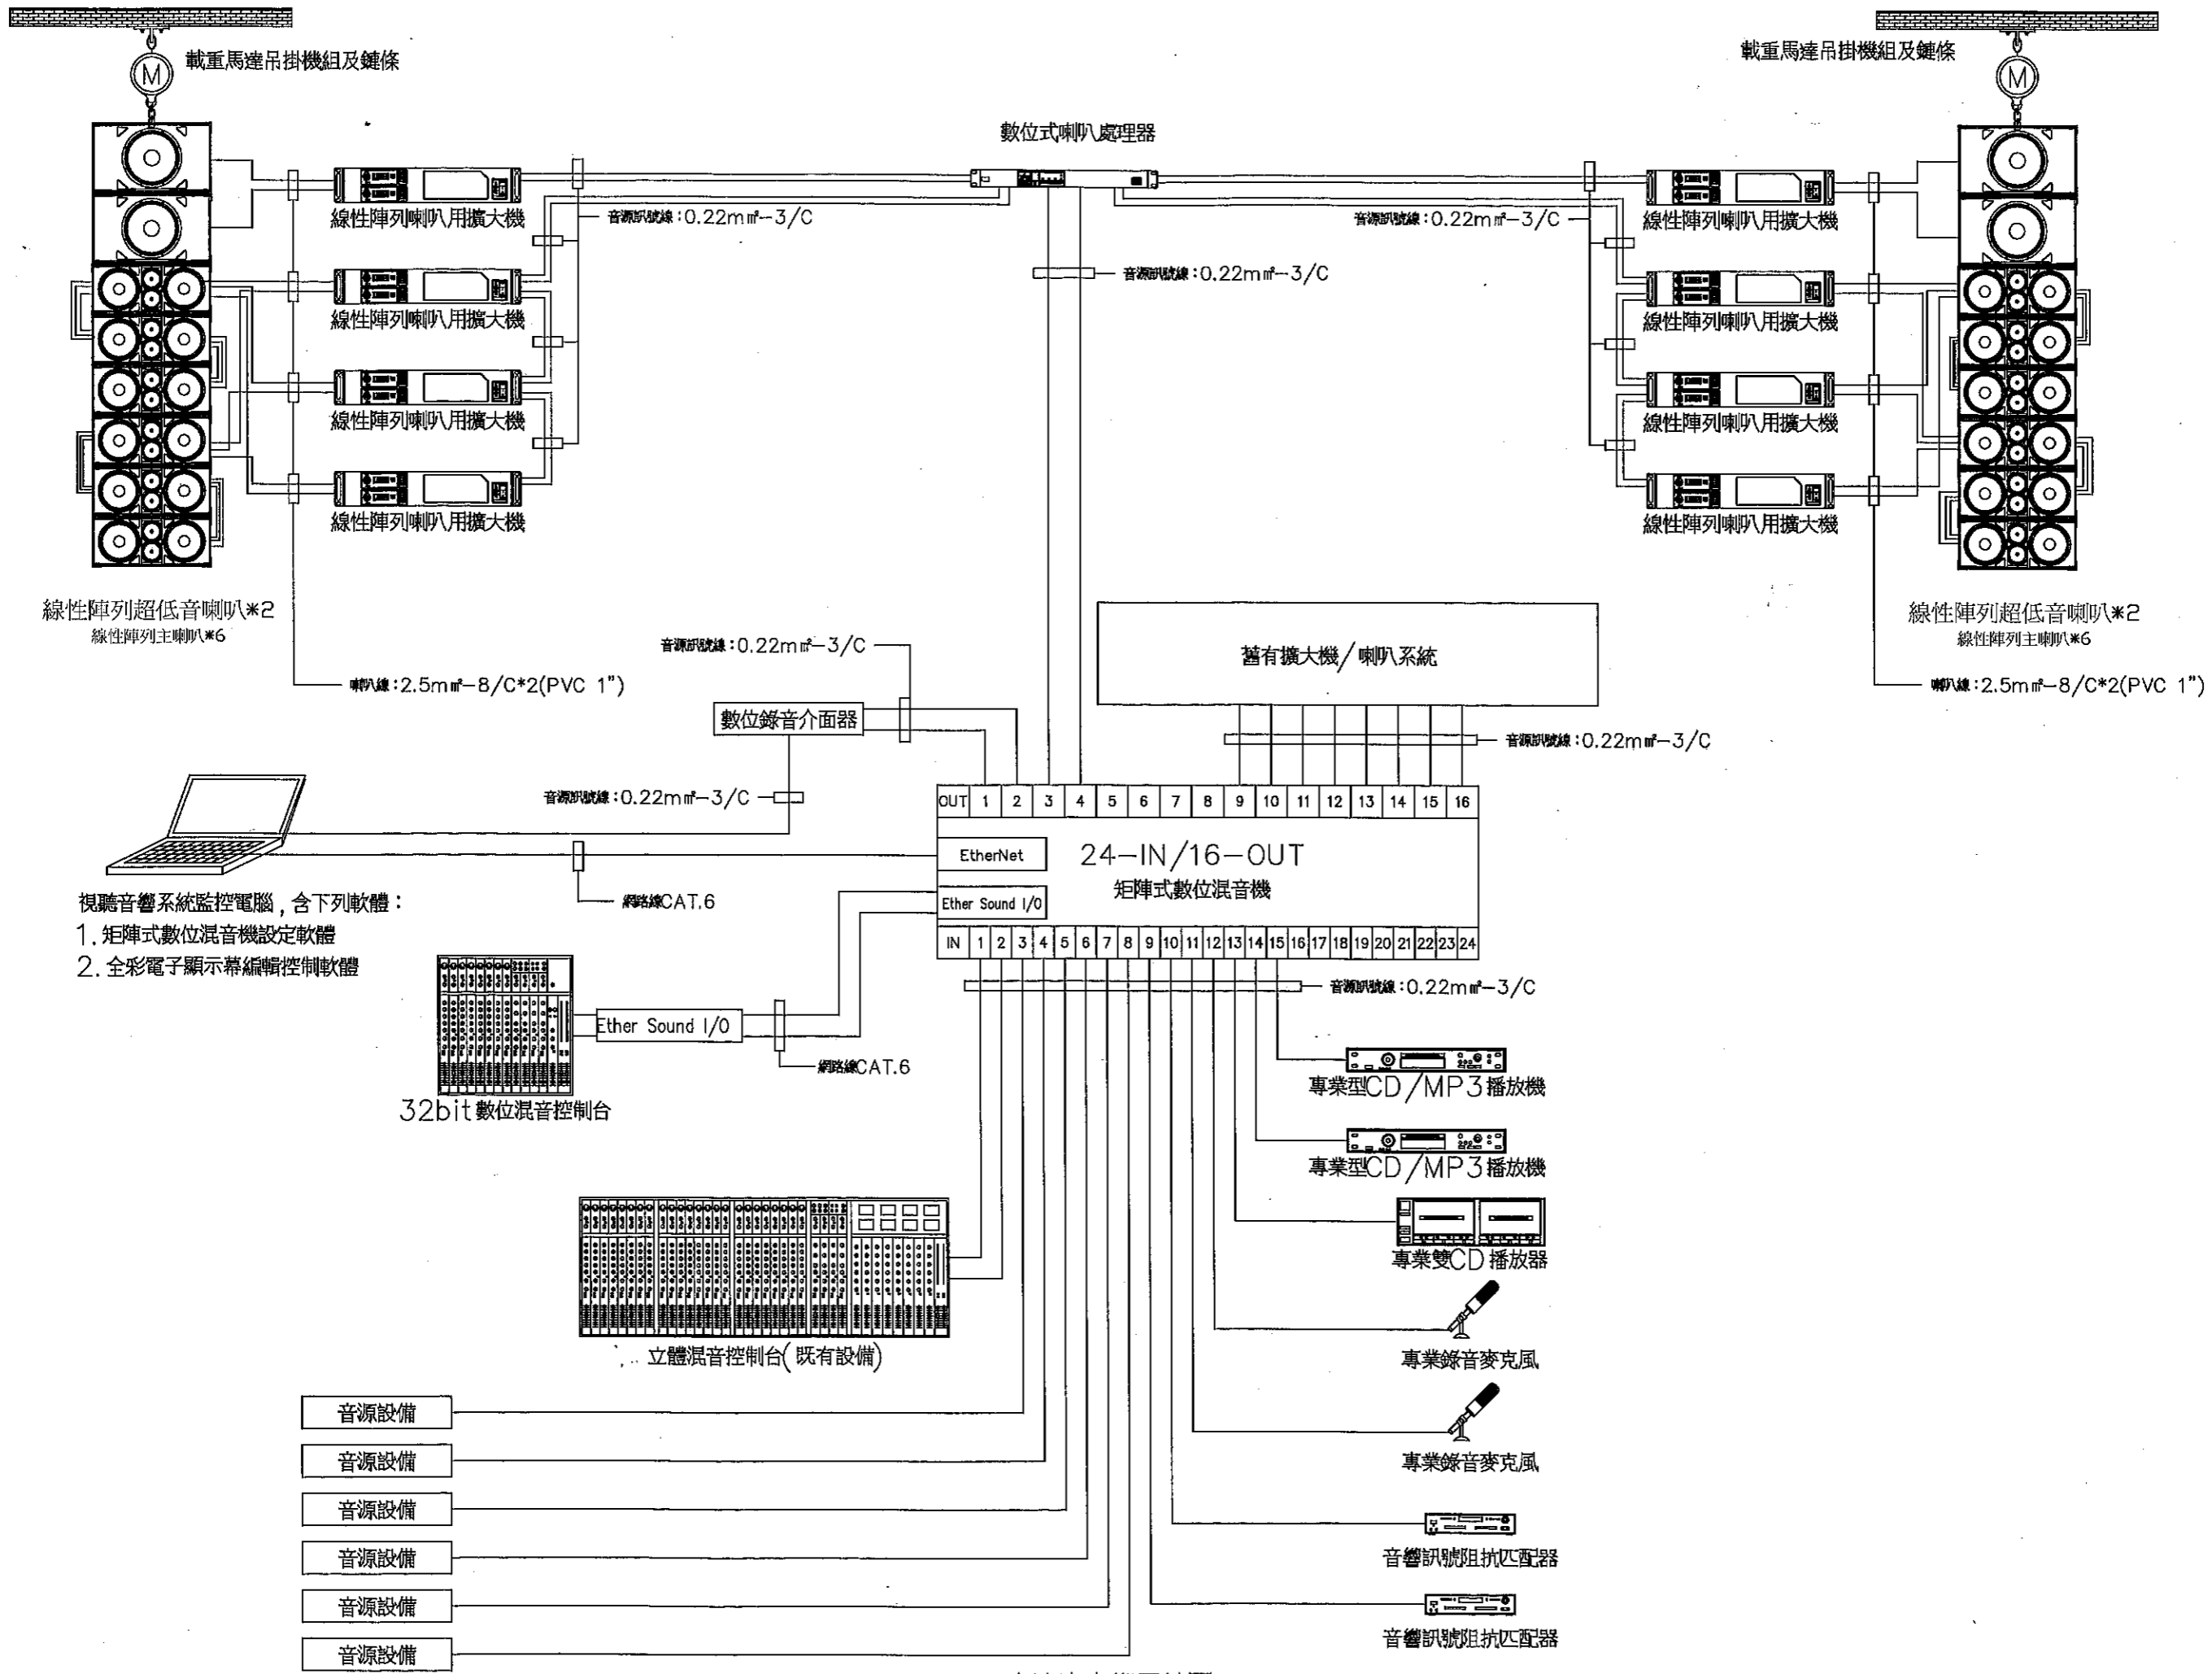 載重馬達吊掛機組及鏈條
載重馬達吊掛機組及鏈條
M
M
數位式喇叭處理器
線性陣列喇叭用擴大機
音源訊號線:0.22m㎡-3/C
音源訊號線:0.22m㎡-3/C
線性陣列喇叭用擴大機
音源訊號線:0.22m㎡-3/C
線性陣列喇叭用擴大機
線性陣列喇叭用擴大機
線性陣列喇叭用擴大機
線性陣列喇叭用擴大機
線性陣列喇叭用擴大機
線性陣列喇叭用擴大機
線性陣列超低音喇叭*2
線性陣列主喇叭*6
線性陣列超低音喇叭*2
線性陣列主喇叭*6
音源訊號線:0.22m㎡-3/C
舊有擴大機/喇叭系統
喇叭線:2.5m㎡-8/C*2(PVC 1")
喇叭線:2.5m㎡-8/C*2(PVC 1")
數位錄音介面器
音源訊號線:0.22m㎡-3/C
音源訊號線:0.22m㎡-3/C
OUT 1 2 3 4 5 6 7 8 9 10 11 12 13 14 15 16
EtherNet
24-IN/16-OUT
矩陣式數位混音機
Ether Sound I/O
IN 1 2 3 4 5 6 7 8 9 10 11 12 13 14 15 16 17 18 19 20 21 22 23 24
網路線CAT.6
視聽音響系統監控電腦,含下列軟體:
1.矩陣式數位混音機設定軟體
2.全彩電子顯示幕編輯控制軟體
音源訊號線:0.22m㎡-3/C
Ether Sound I/O
網路線CAT.6
32bit數位混音控制台
專業型CD/MP3播放機
專業型CD/MP3播放機
專業雙CD播放器
立體混音控制台(既有設備)
專業錄音麥克風
專業錄音麥克風
音源設備
音源設備
音源設備
音源設備
音源設備
音源設備
音響訊號阻抗匹配器
音響訊號阻抗匹配器